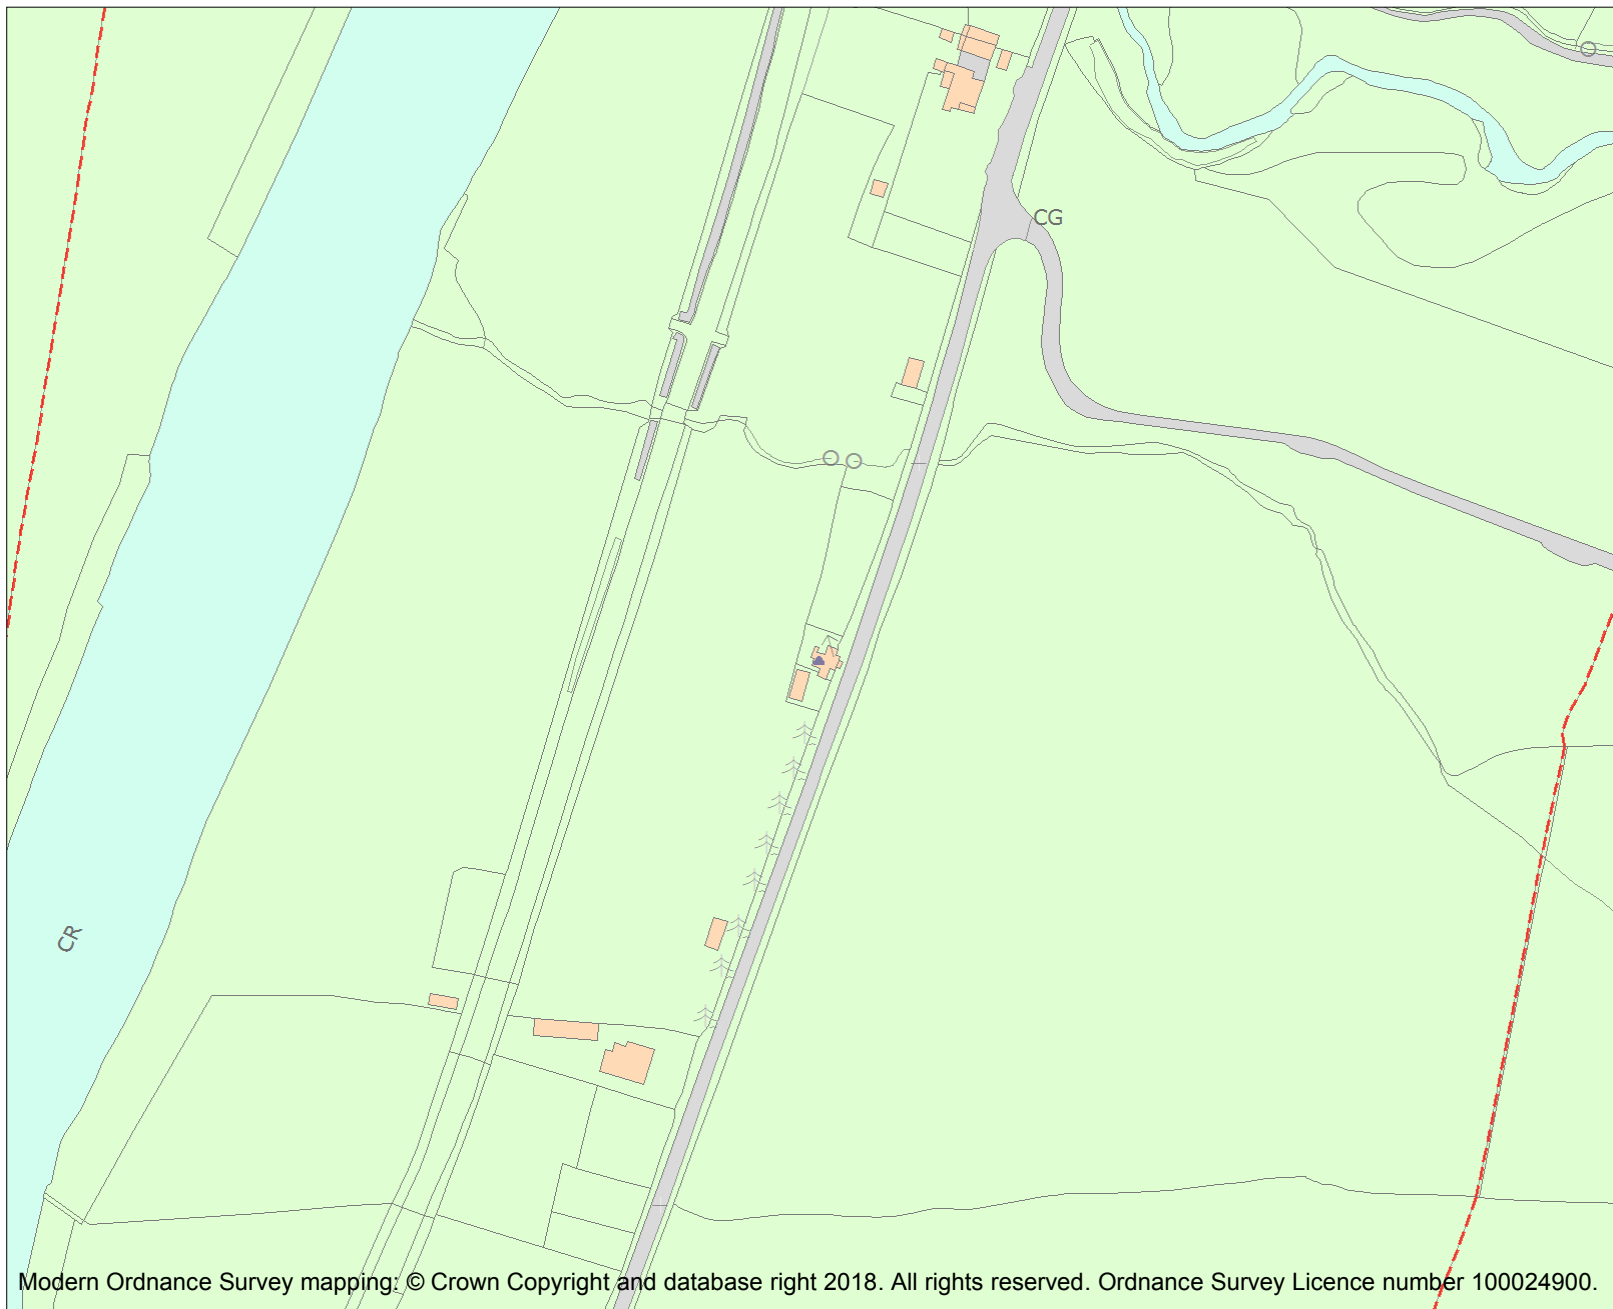 CG
CR
Modern Ordnance Survey mapping: © Crown Copyright and database right 2018. All rights reserved. Ordnance Survey Licence number 100024900.